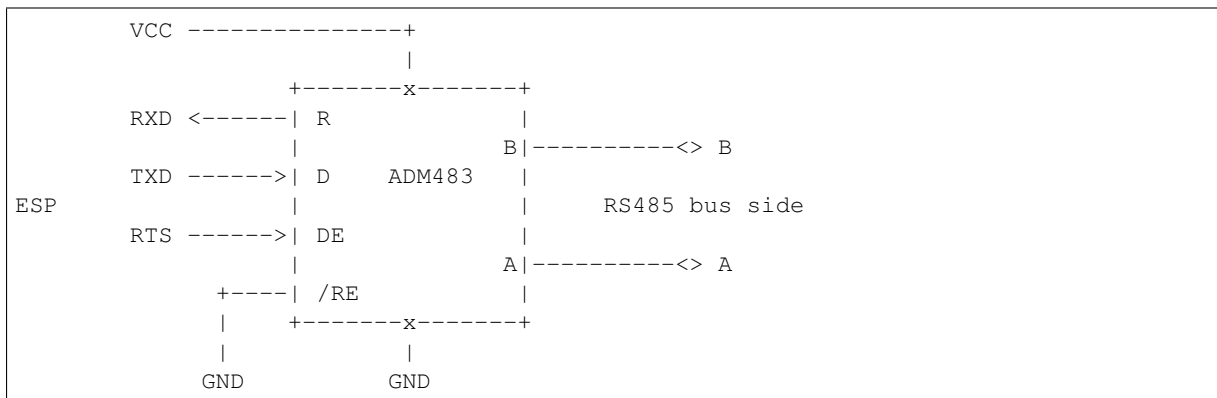 VCC ---------------+
|
+-------x-------+
RXD <------| R             |
|              B|----------<> B
TXD ------>| D    ADM483   |
ESP            |               |     RS485 bus side
RTS ------>| DE            |
|              A|----------<> A
+----| /RE           |
|    +-------x-------+
|            |
GND          GND